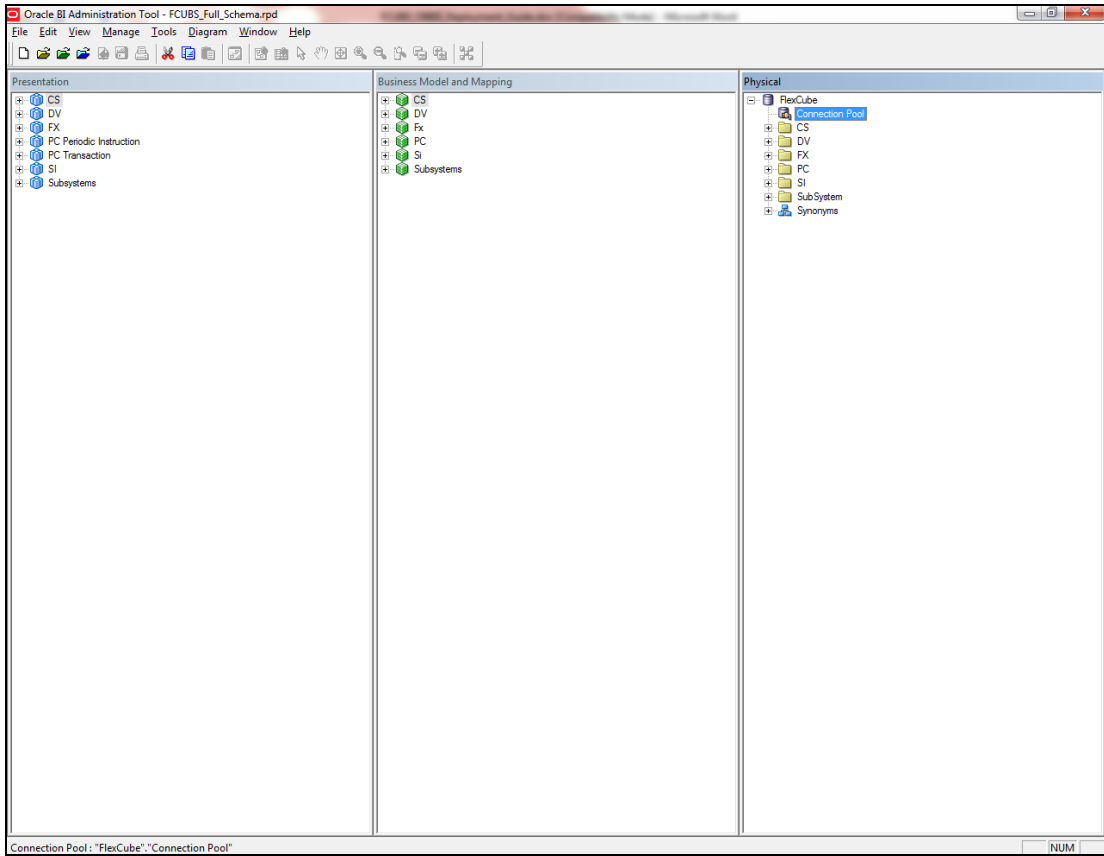 Oracle BI Administration Tool - FCUBS_Full_Schema.rpd
File Edit View Manage Tools Diagram Window Help
Presentation
CS
DV
FX
PC Periodic Instruction
PC Transaction
SI
Subsystems
Business Model and Mapping
CS
DV
Fx
PC
Si
Subsystems
Physical
FlexCube
Connection Pool
CS
DV
FX
PC
SI
SubSystem
Synonyms
Connection Pool : "FlexCube"."Connection Pool"
NUM